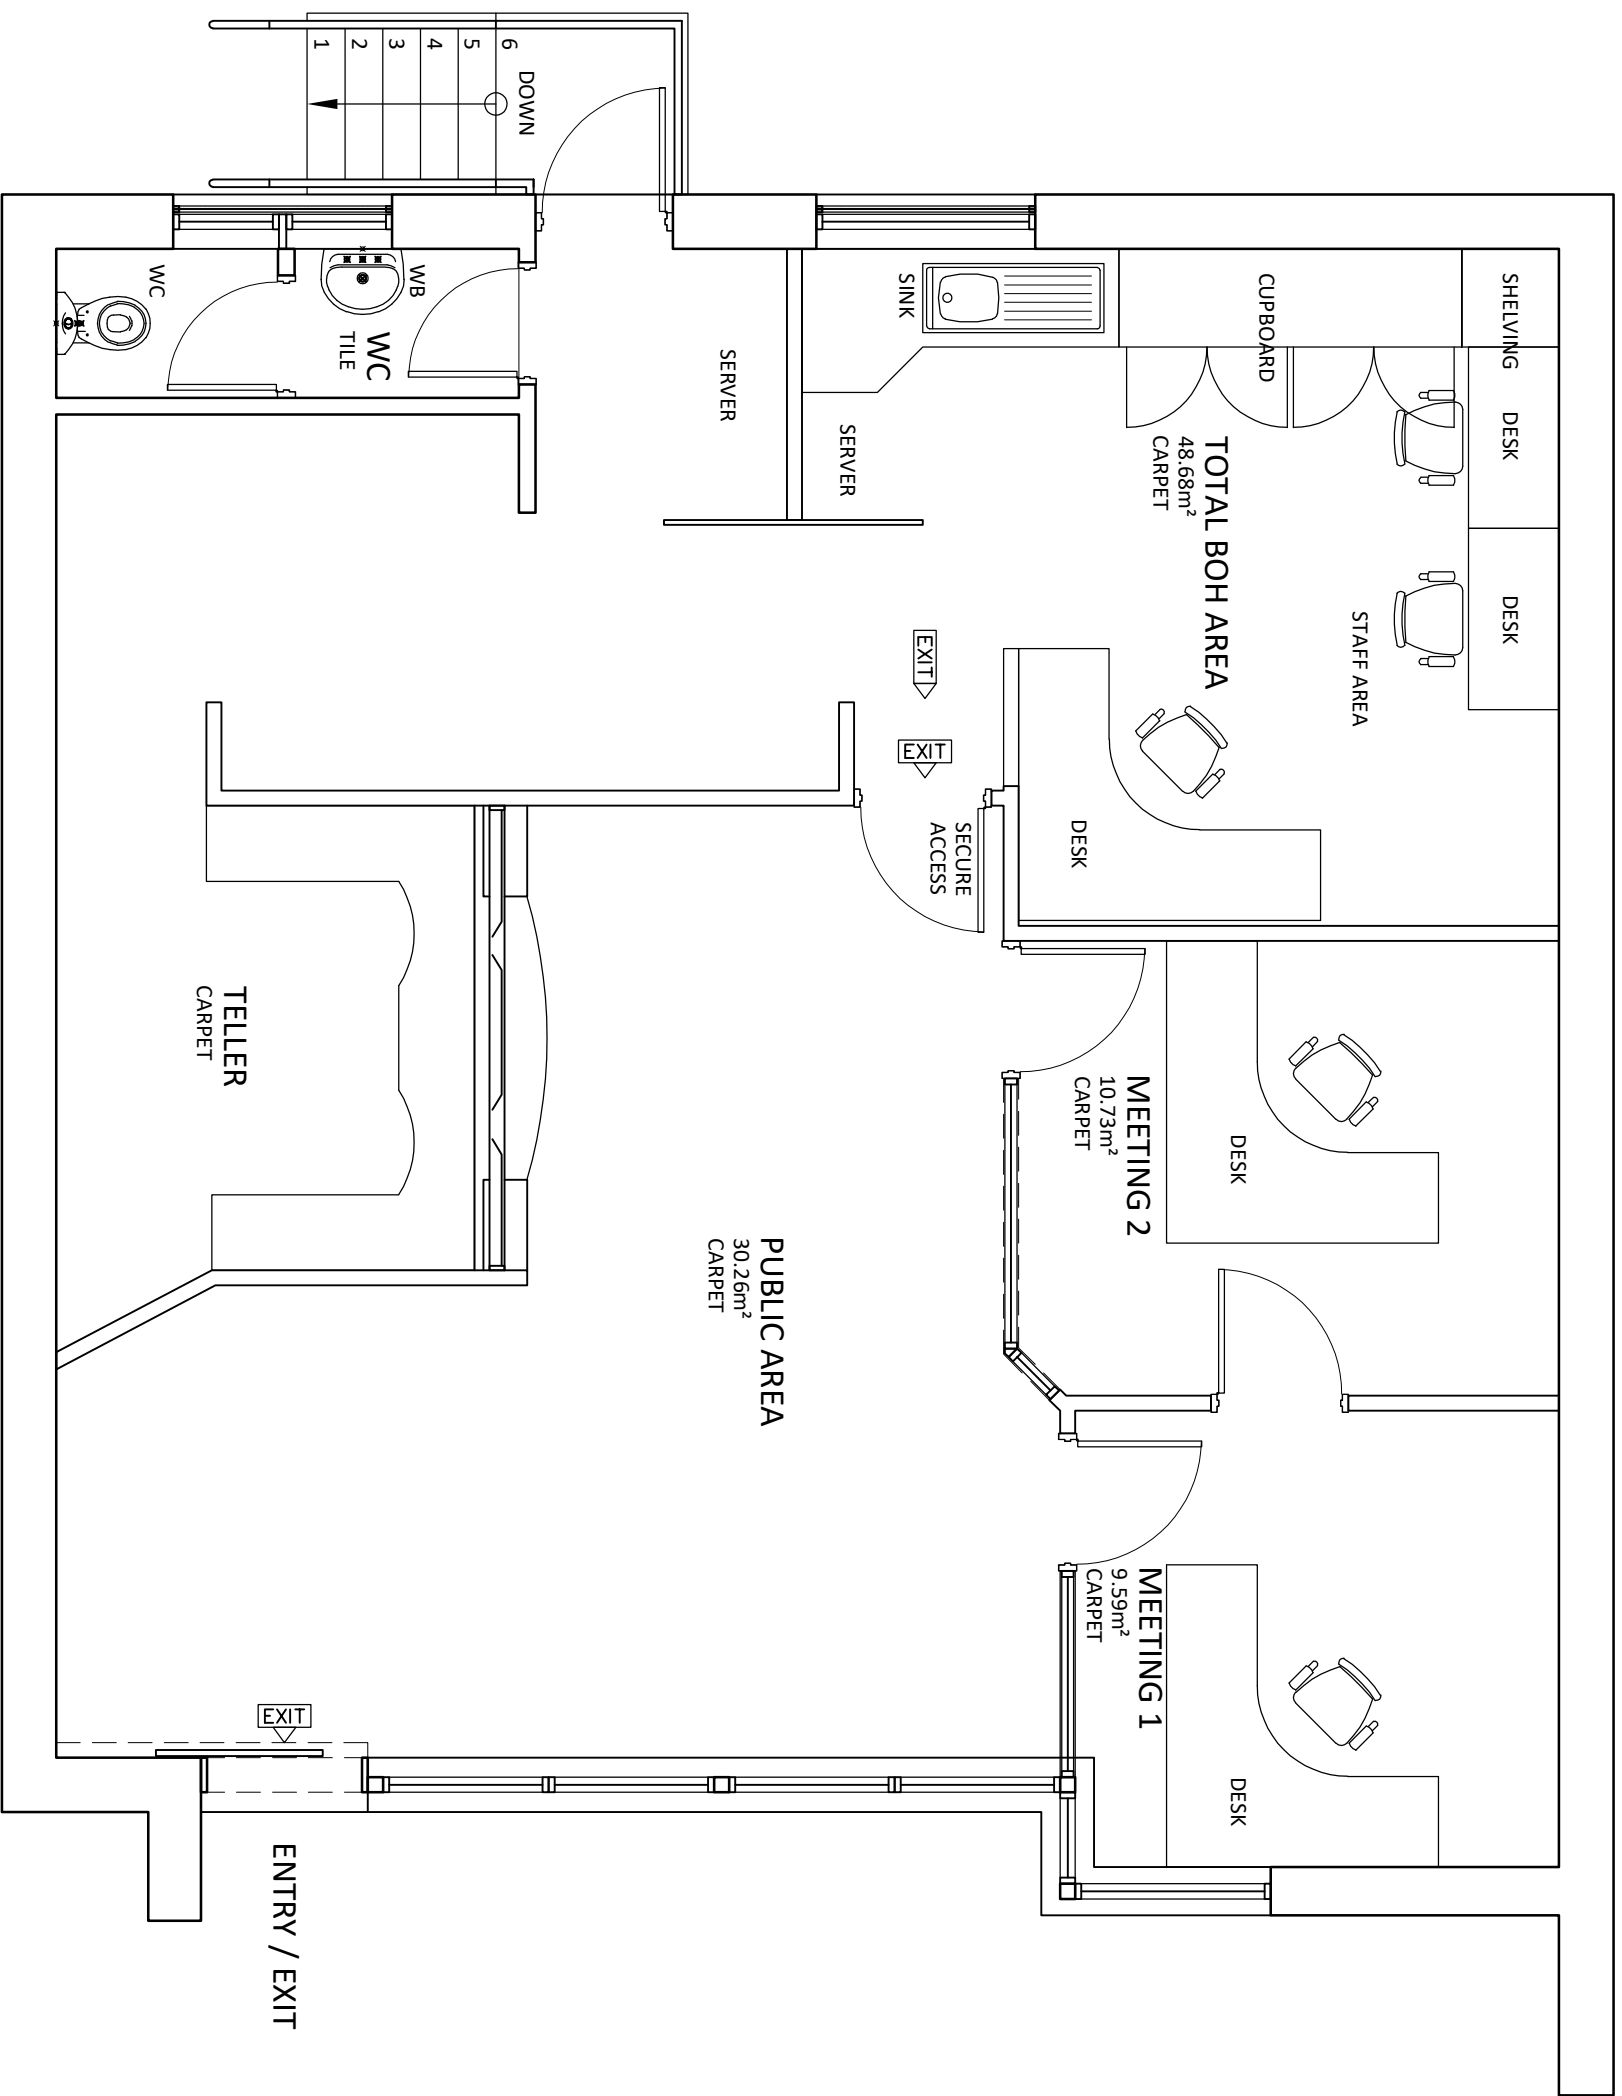 SHELVING
DESK
DESK
STAFF AREA
CUPBOARD
TOTAL BOH AREA
48.68m²
CARPET
SINK
SERVER
SERVER
DESK
EXIT
EXIT
SECURE
ACCESS
DESK
MEETING 2
10.73m²
CARPET
DESK
MEETING 1
9.59m²
CARPET
PUBLIC AREA
30.26m²
CARPET
DOWN
6
5
4
3
2
1
WB
WC
TILE
WC
TELLER
CARPET
EXIT
ENTRY / EXIT